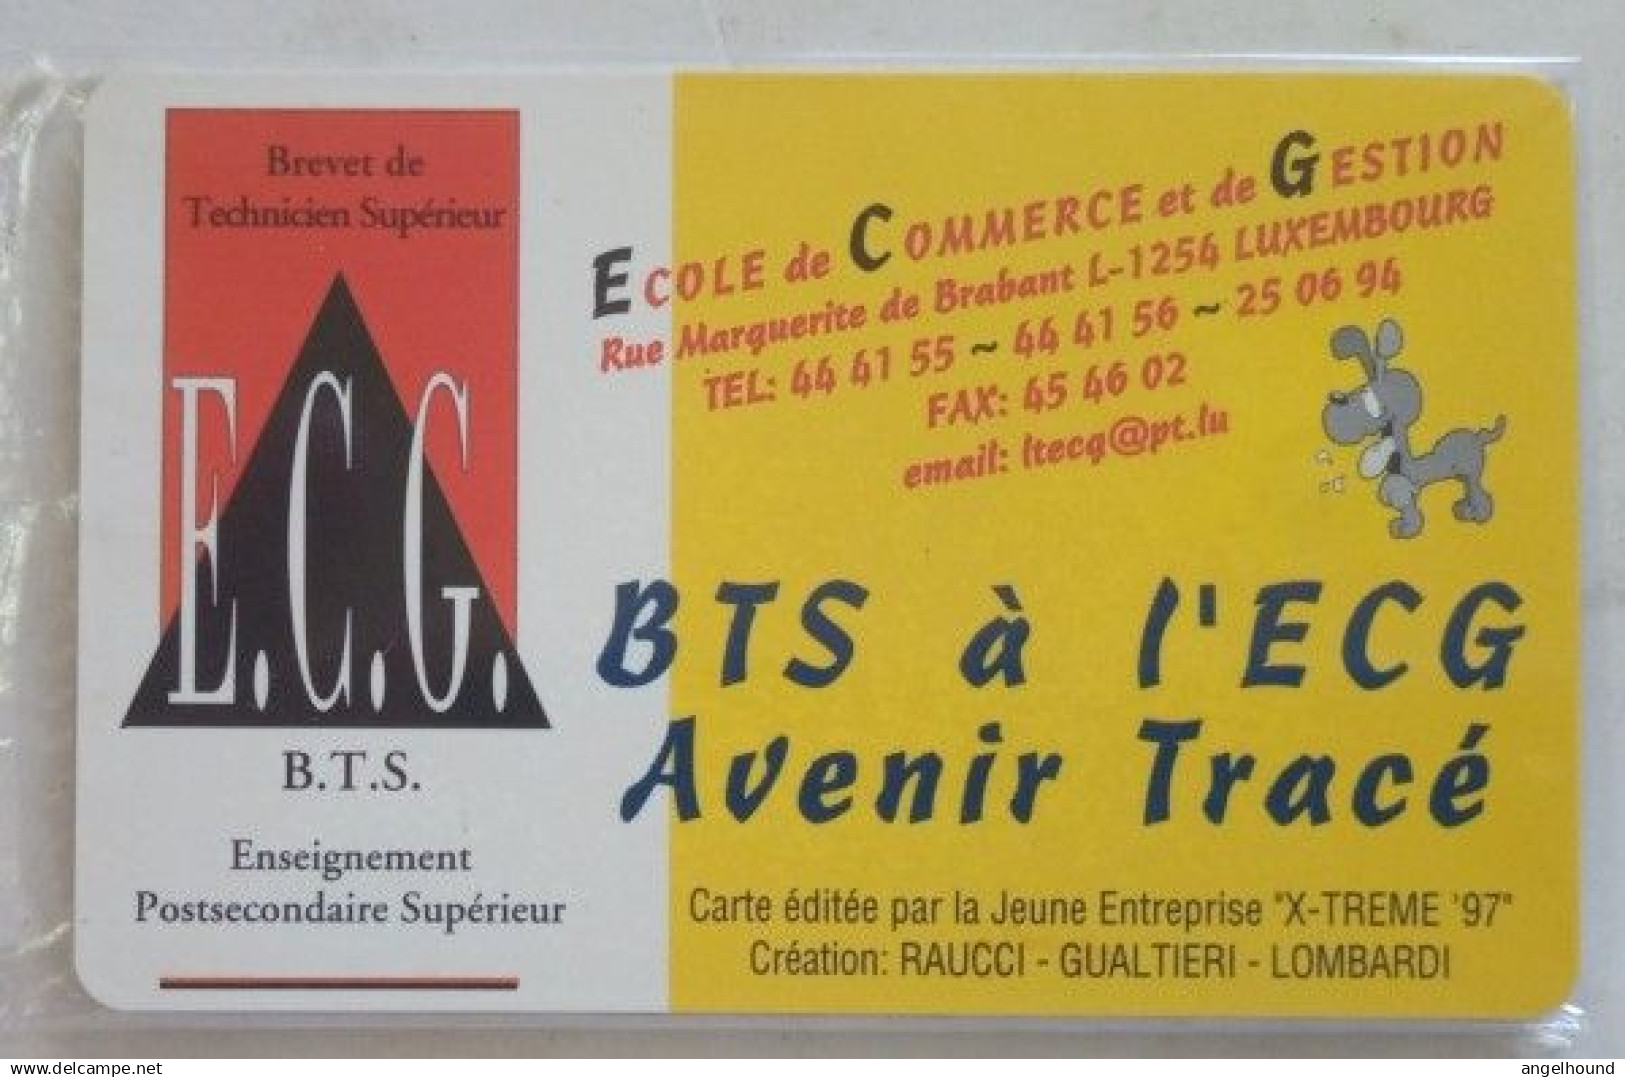 Brevet de
Technicien Supérieur
E.C.G.
B.T.S.
Enseignement
Postsecondaire Supérieur
ECOLE de COMMERCE et de GESTION
Rue Marguerite de Brabant L-1254 LUXEMBOURG
TEL: 44 41 55 ~ 44 41 56 ~ 25 06 94
FAX: 45 46 02
email: ltecg@pt.lu
BTS à l'ECG
Avenir Tracé
Carte éditée par la Jeune Entreprise "X-TREME '97"
Création: RAUCCI - GUALTIERI - LOMBARDI
delcampe.net
angelhound